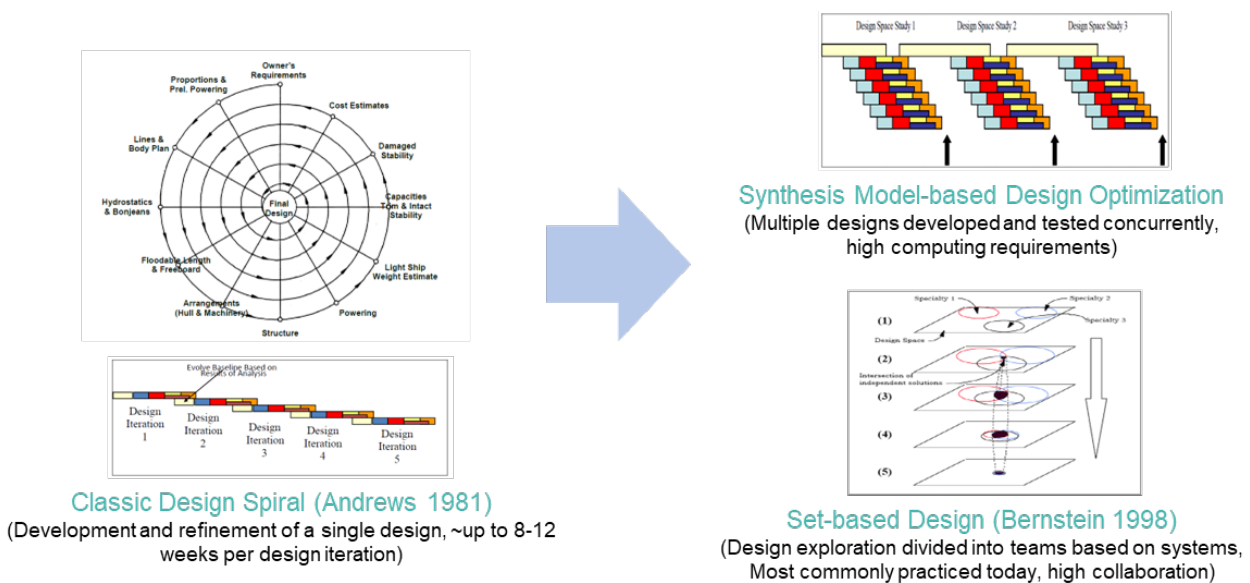 Owner's
Requirements
Cost Estimates
Damaged
Stability
Capacities
Trim & Intact
Stability
Light Ship
Weight Estimate
Powering
Structure
Arrangements
(Hull & Machinery)
Floodable Length
& Freeboard
Hydrostatics
& Bonjeans
Lines &
Body Plan
Proportions &
Prel. Powering
Final
Design
Evolve Baseline Based on
Results of Analysis
Design
Iteration
1
Design
Iteration
2
Design
Iteration
3
Design
Iteration
4
Design
Iteration
5
Classic Design Spiral (Andrews 1981)
(Development and refinement of a single design, ~up to 8-12
weeks per design iteration)
Design Space Study 1
Design Space Study 2
Design Space Study 3
Synthesis Model-based Design Optimization
(Multiple designs developed and tested concurrently,
high computing requirements)
Specialty 1
Specialty 2
Specialty 3
(1)
Design Space
(2)
Intersection of
independent solutions
(3)
(4)
(5)
Set-based Design (Bernstein 1998)
(Design exploration divided into teams based on systems,
Most commonly practiced today, high collaboration)